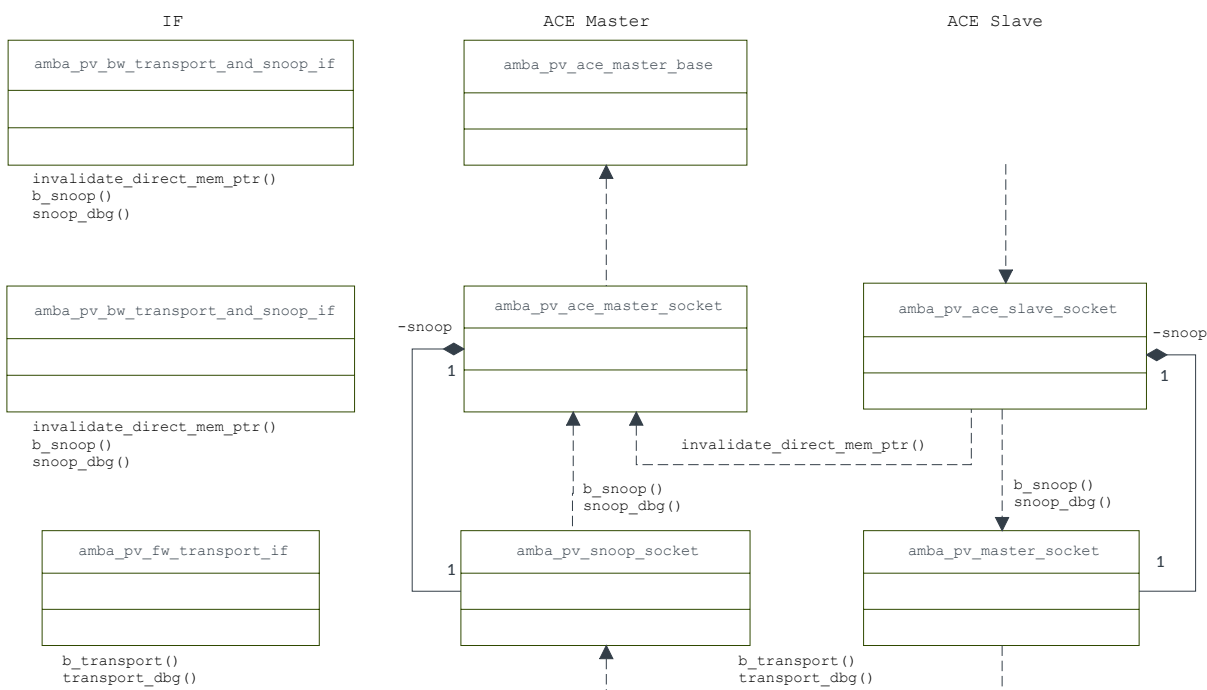 IF
ACE Master
ACE Slave
amba_pv_bw_transport_and_snoop_if
amba_pv_ace_master_base
invalidate_direct_mem_ptr()
b_snoop()
snoop_dbg()
amba_pv_bw_transport_and_snoop_if
amba_pv_ace_master_socket
amba_pv_ace_slave_socket
-snoop
-snoop
1
1
invalidate_direct_mem_ptr()
b_snoop()
snoop_dbg()
invalidate_direct_mem_ptr()
b_snoop()
snoop_dbg()
b_snoop()
snoop_dbg()
amba_pv_fw_transport_if
amba_pv_snoop_socket
amba_pv_master_socket
1
1
b_transport()
transport_dbg()
b_transport()
transport_dbg()